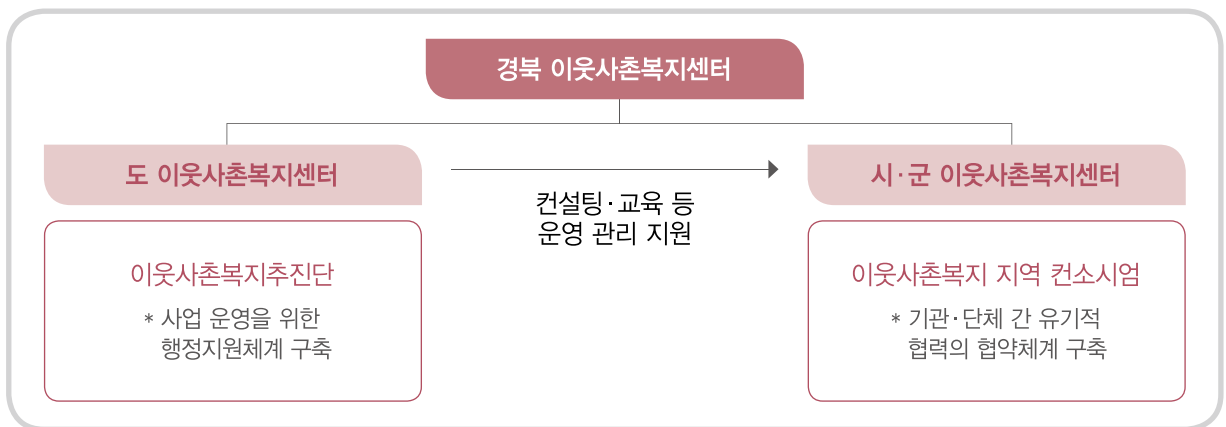 경북 이웃사촌복지센터
도 이웃사촌복지센터
컨설팅·교육 등
운영 관리 지원
시·군 이웃사촌복지센터
이웃사촌복지추진단
* 사업 운영을 위한
행정지원체계 구축
이웃사촌복지 지역 컨소시엄
* 기관·단체 간 유기적
협력의 협약체계 구축